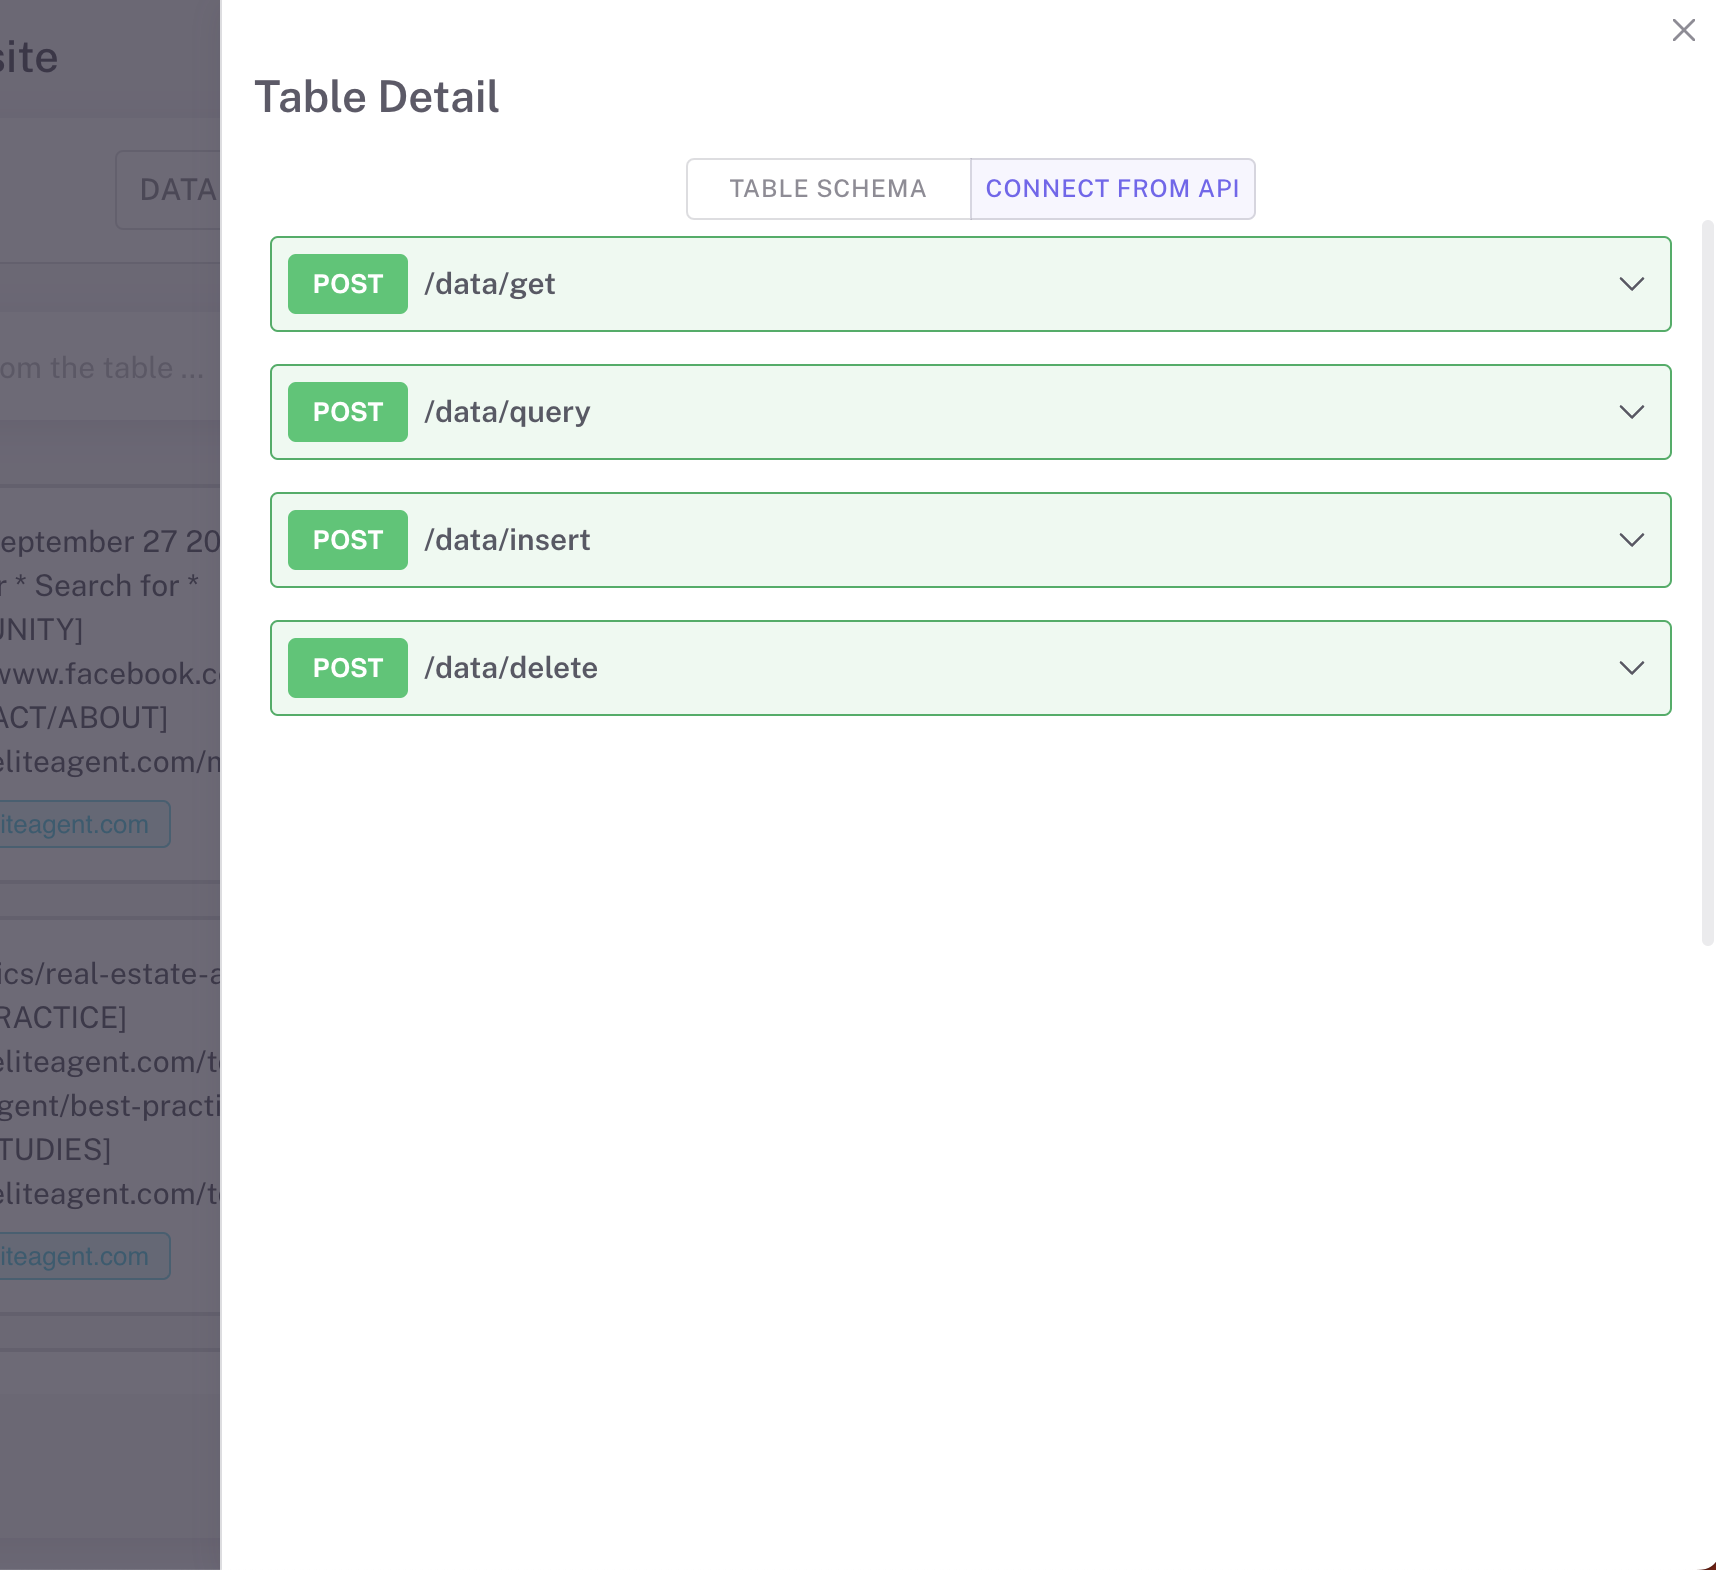 site
DATA
om the table ...
eptember 27 20
r * Search for *
UNITY]
www.facebook.c
ACT/ABOUT]
eliteagent.com/
iteagent.com
ics/real-estate-a
RACTICE]
eliteagent.com/t
gent/best-practi
TUDIES]
eliteagent.com/t
iteagent.com
Table Detail
TABLE SCHEMA
CONNECT FROM API
POST /data/get
POST /data/query
POST /data/insert
POST /data/delete